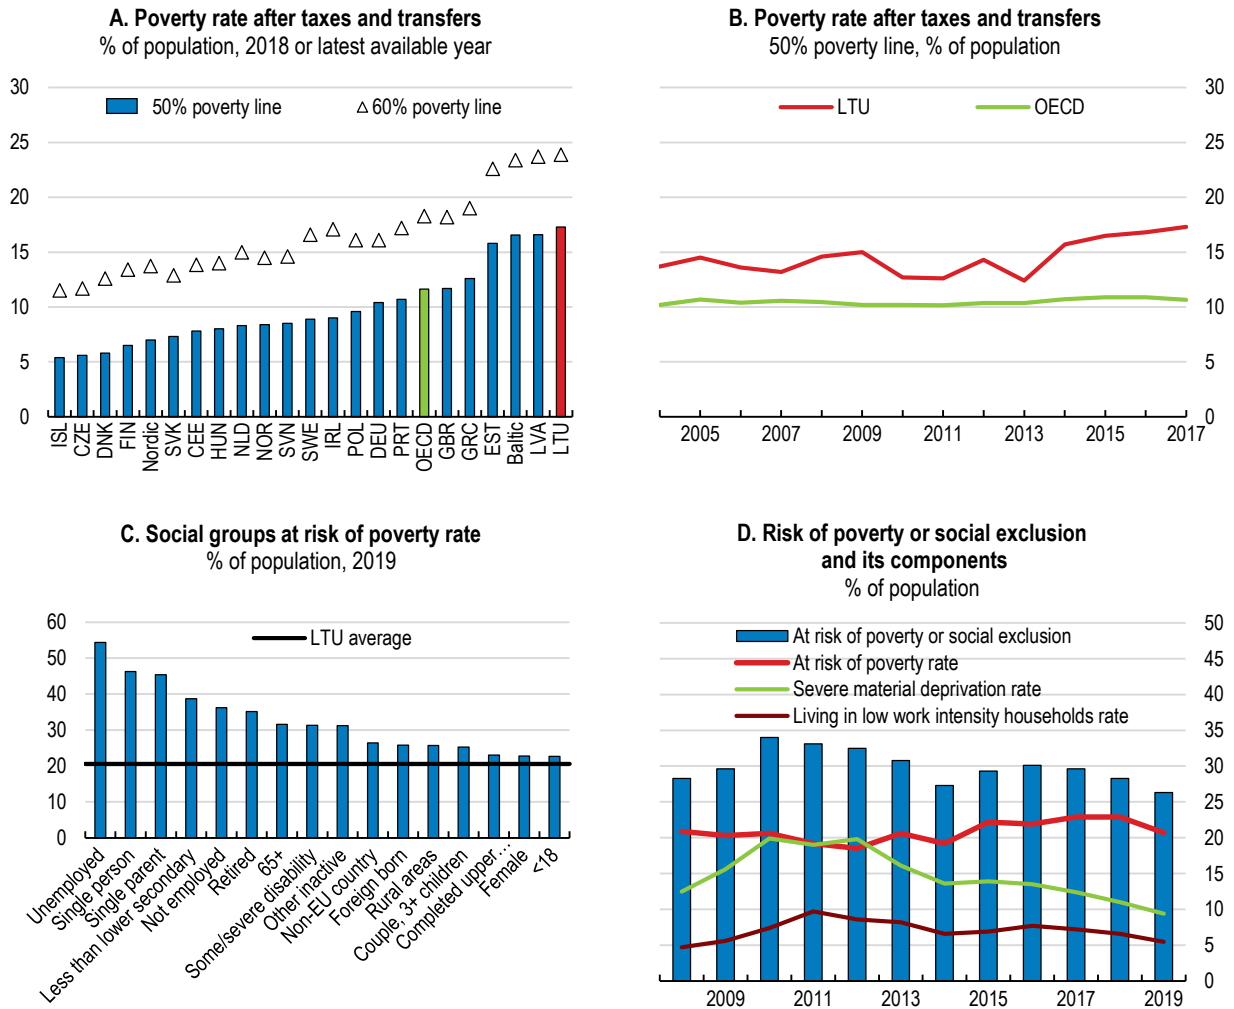 A. Poverty rate after taxes and transfers
% of population, 2018 or latest available year
30
25
20
15
10
5
0
50% poverty line
60% poverty line
ISL
CZE
DNK
FIN
Nordic
SVK
CEE
HUN
NLD
NOR
SVN
SWE
IRL
POL
DEU
PRT
OECD
GBR
GRC
EST
Baltic
LVA
LTU
B. Poverty rate after taxes and transfers
50% poverty line, % of population
30
25
20
15
10
5
0
30
25
20
15
10
5
0
LTU
OECD
2005
2007
2009
2011
2013
2015
2017
C. Social groups at risk of poverty rate
% of population, 2019
60
50
40
30
20
10
0
LTU average
Unemployed
Single person
Single parent
Less than lower secondary
Not employed
Retired
65+
Some/severe disability
Other inactive
Non-EU country
Foreign born
Rural areas
Couple, 3+ children
Completed upper…
Female
<18
D. Risk of poverty or social exclusion
and its components
% of population
50
45
40
35
30
25
20
15
10
5
0
At risk of poverty or social exclusion
At risk of poverty rate
Severe material deprivation rate
Living in low work intensity households rate
2009
2011
2013
2015
2017
2019